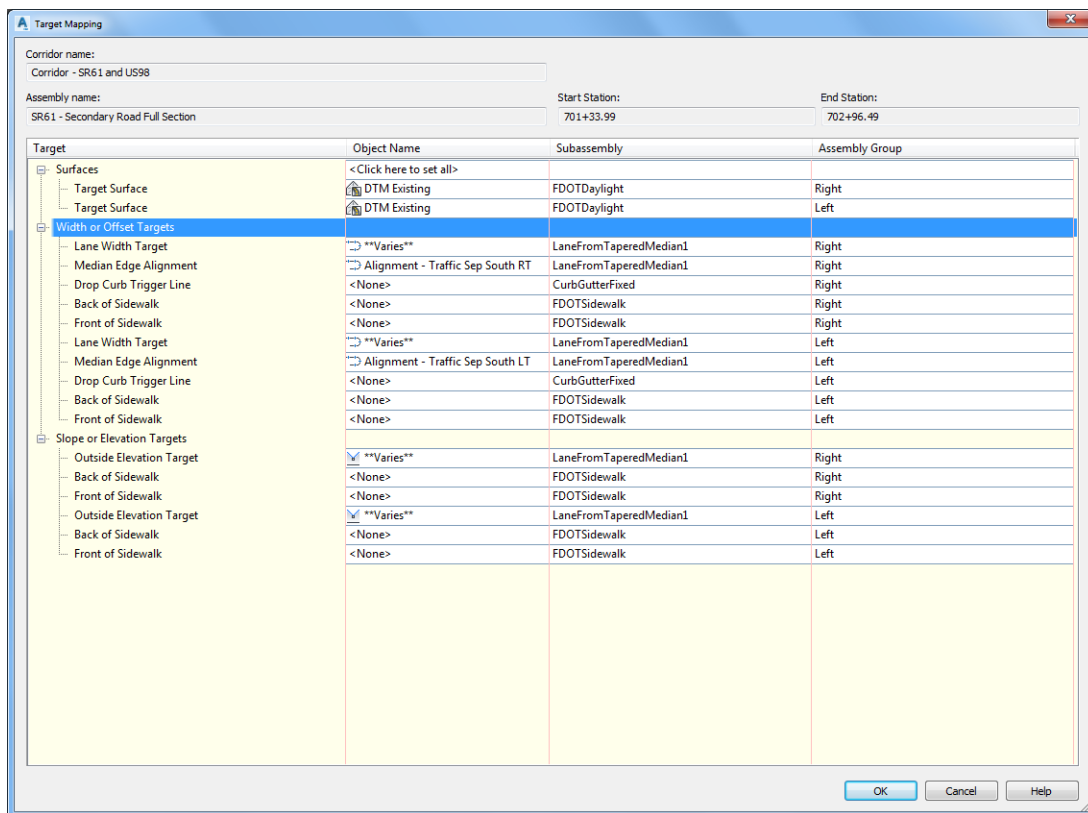 Target Mapping
Corridor name:
Corridor - SR61 and US98
Assembly name: Start Station: End Station:
SR61 - Secondary Road Full Section 701+33.99 702+96.49
Target Object Name Subassembly Assembly Group
Surfaces <Click here to set all>
Target Surface DTM Existing FDOTDaylight Right
Target Surface DTM Existing FDOTDaylight Left
Width or Offset Targets
Lane Width Target **Varies** LaneFromTaperedMedian1 Right
Median Edge Alignment Alignment - Traffic Sep South RT LaneFromTaperedMedian1 Right
Drop Curb Trigger Line <None> CurbGutterFixed Right
Back of Sidewalk <None> FDOTSidewalk Right
Front of Sidewalk <None> FDOTSidewalk Right
Lane Width Target **Varies** LaneFromTaperedMedian1 Left
Median Edge Alignment Alignment - Traffic Sep South LT LaneFromTaperedMedian1 Left
Drop Curb Trigger Line <None> CurbGutterFixed Left
Back of Sidewalk <None> FDOTSidewalk Left
Front of Sidewalk <None> FDOTSidewalk Left
Slope or Elevation Targets
Outside Elevation Target **Varies** LaneFromTaperedMedian1 Right
Back of Sidewalk <None> FDOTSidewalk Right
Front of Sidewalk <None> FDOTSidewalk Right
Outside Elevation Target **Varies** LaneFromTaperedMedian1 Left
Back of Sidewalk <None> FDOTSidewalk Left
Front of Sidewalk <None> FDOTSidewalk Left
OK Cancel Help